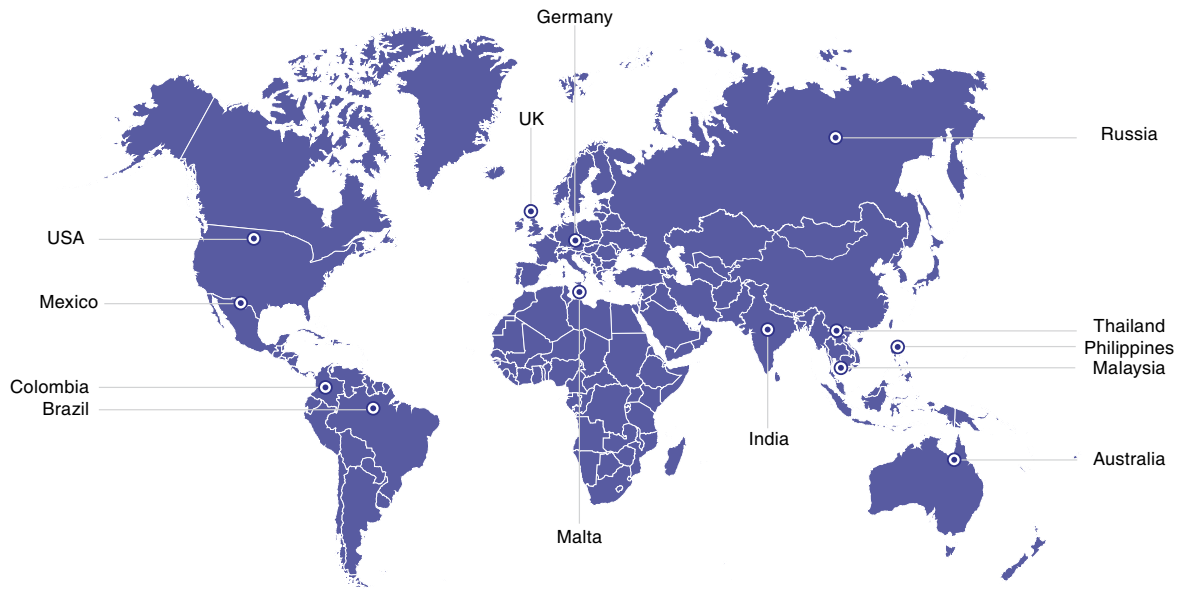 Germany
UK
Russia
USA
Mexico
Thailand
Philippines
Malaysia
Colombia
Brazil
India
Australia
Malta